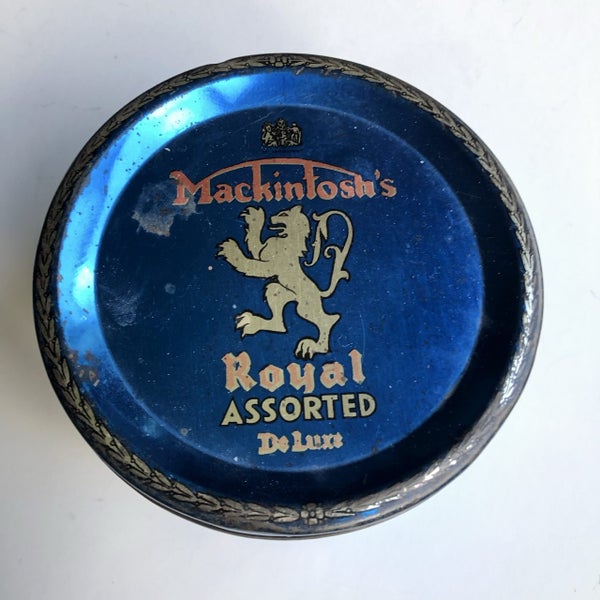 Mackintosh's
Royal
ASSORTED
De Luxe